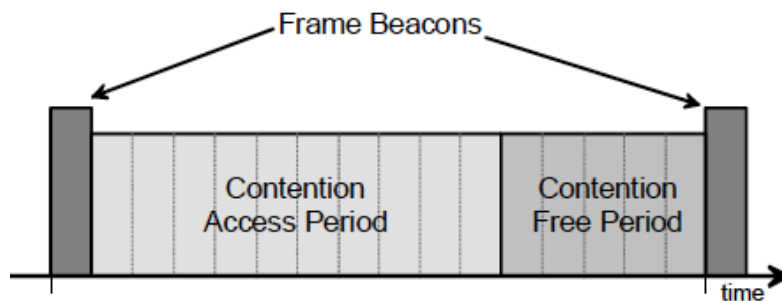 Frame Beacons
Contention
Access Period
Contention
Free Period
time